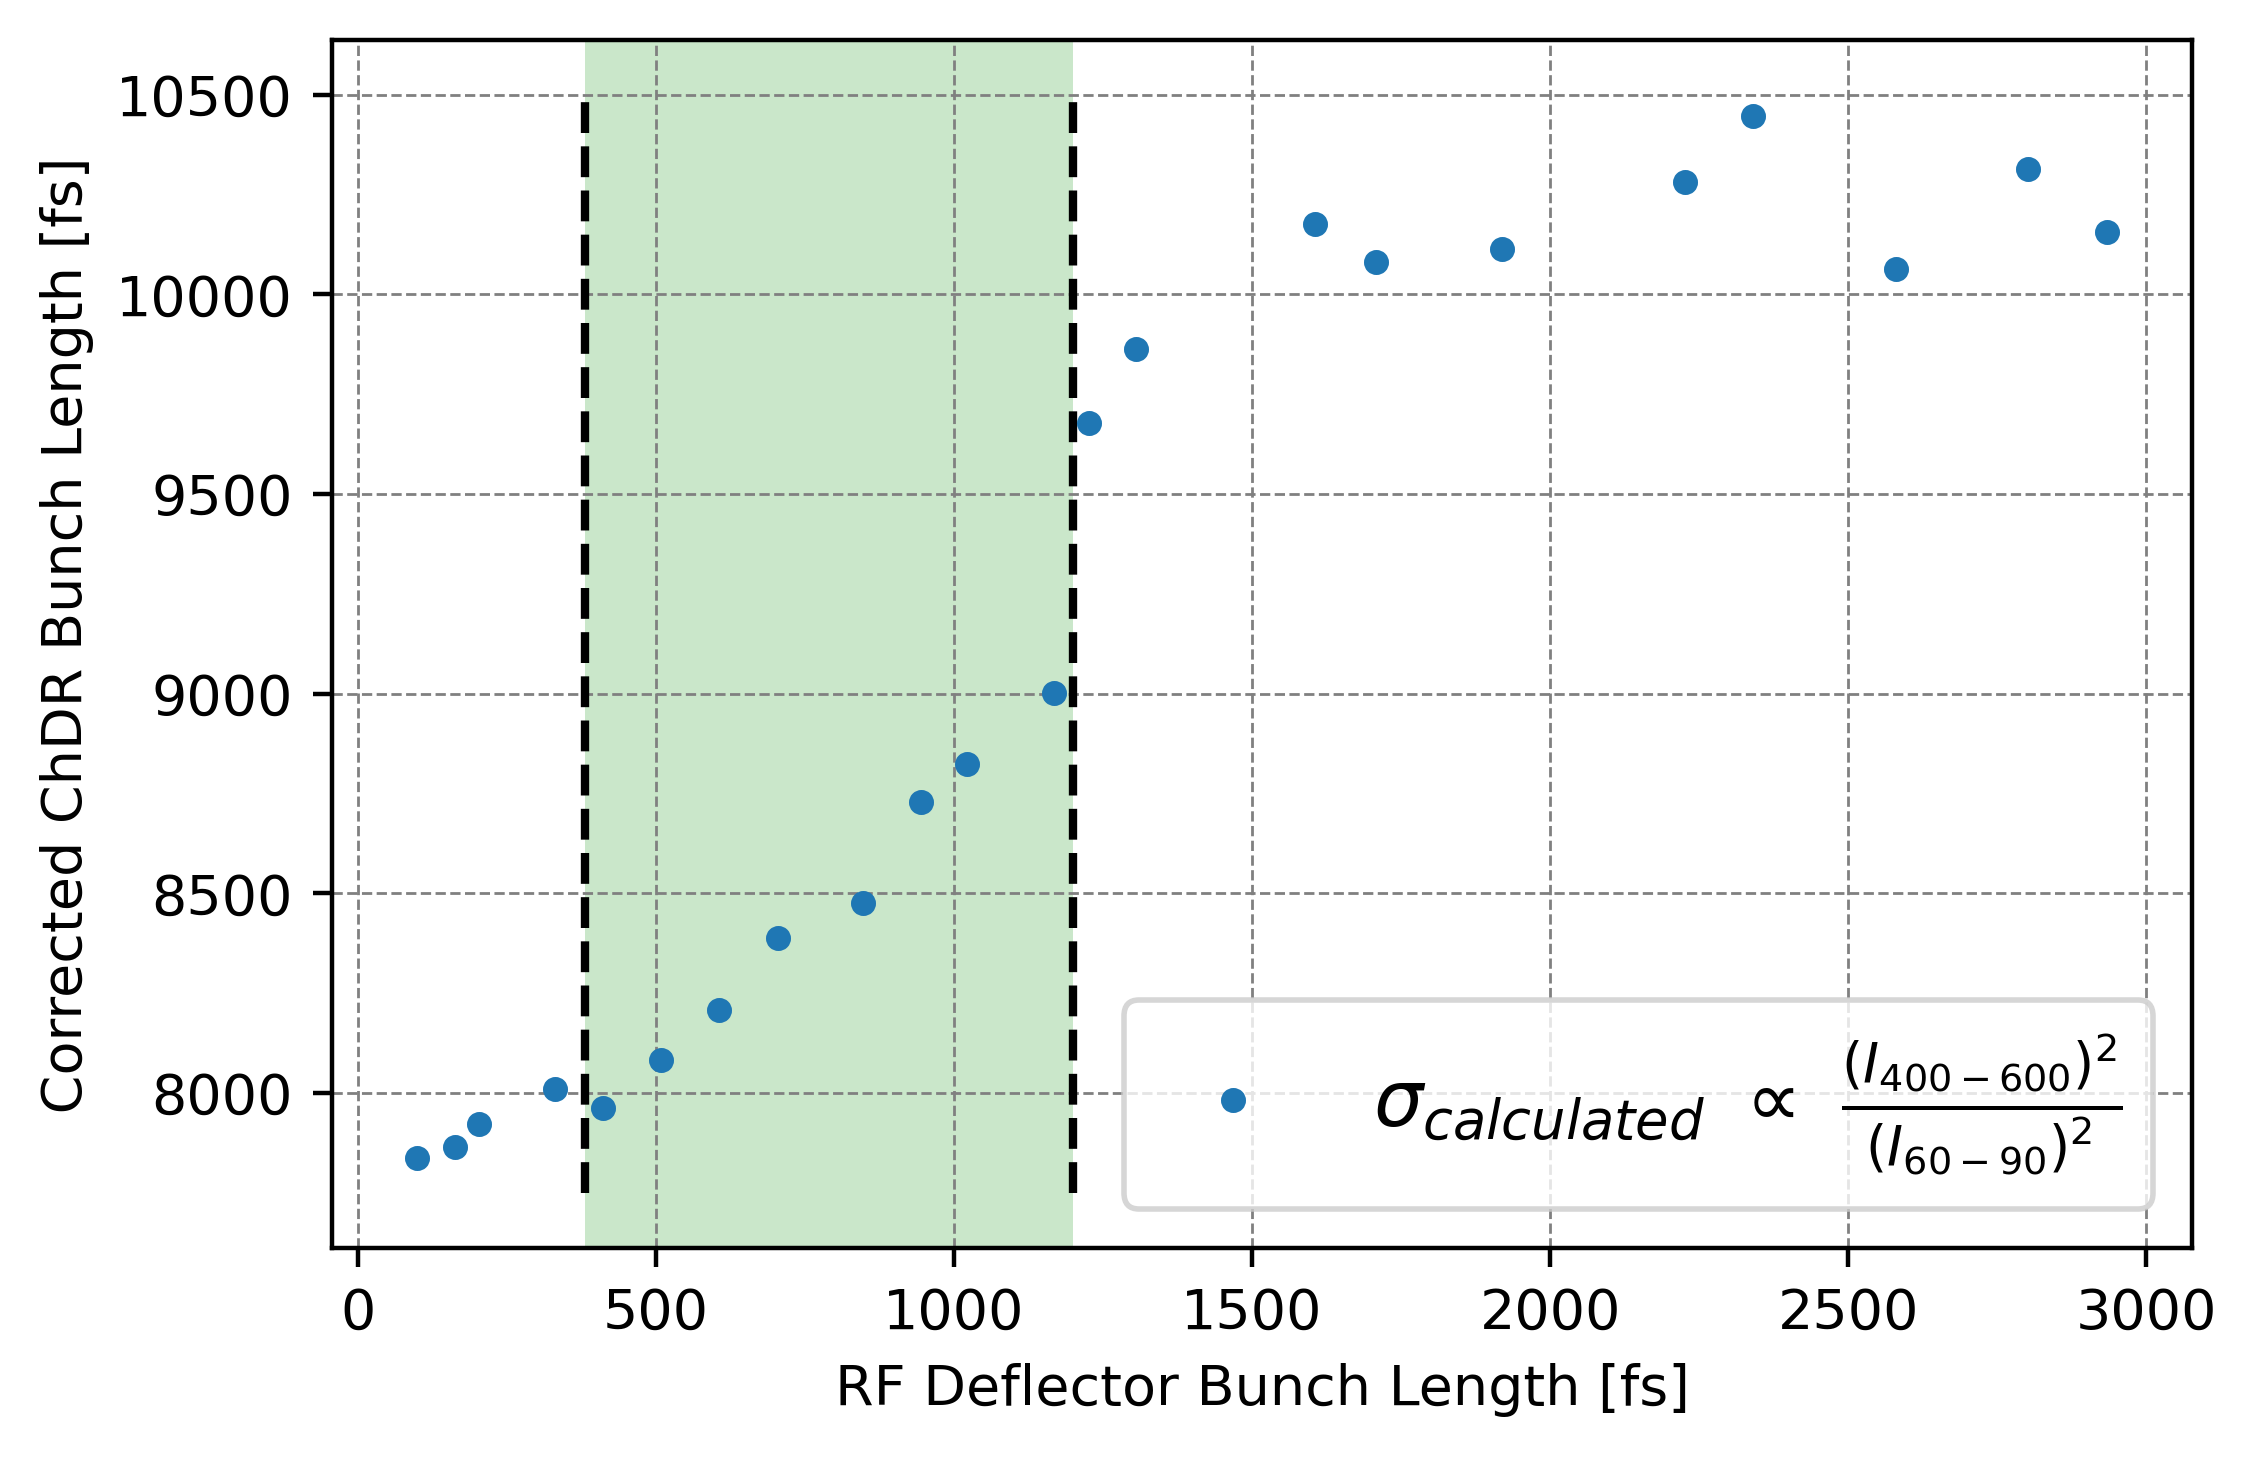 10500
10000
9500
9000
8500
8000
Corrected ChDR Bunch Length [fs]
σcalculated ∝ (I400−600)² / (I60−90)²
0 500 1000 1500 2000 2500 3000
RF Deflector Bunch Length [fs]